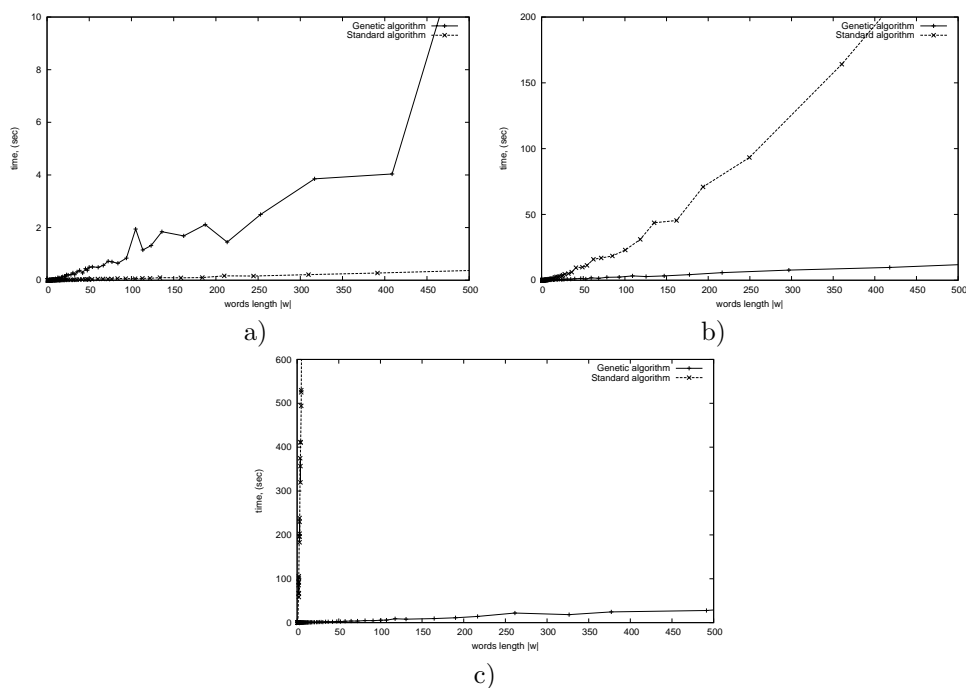 10
8
6
4
2
0
time, (sec)
Genetic algorithm
Standard algorithm
0 50 100 150 200 250 300 350 400 450 500
words length |w|
a)
200
150
100
50
0
time, (sec)
Genetic algorithm
Standard algorithm
0 50 100 150 200 250 300 350 400 450 500
words length |w|
b)
600
500
400
300
200
100
0
time, (sec)
Genetic algorithm
Standard algorithm
0 50 100 150 200 250 300 350 400 450 500
words length |w|
c)